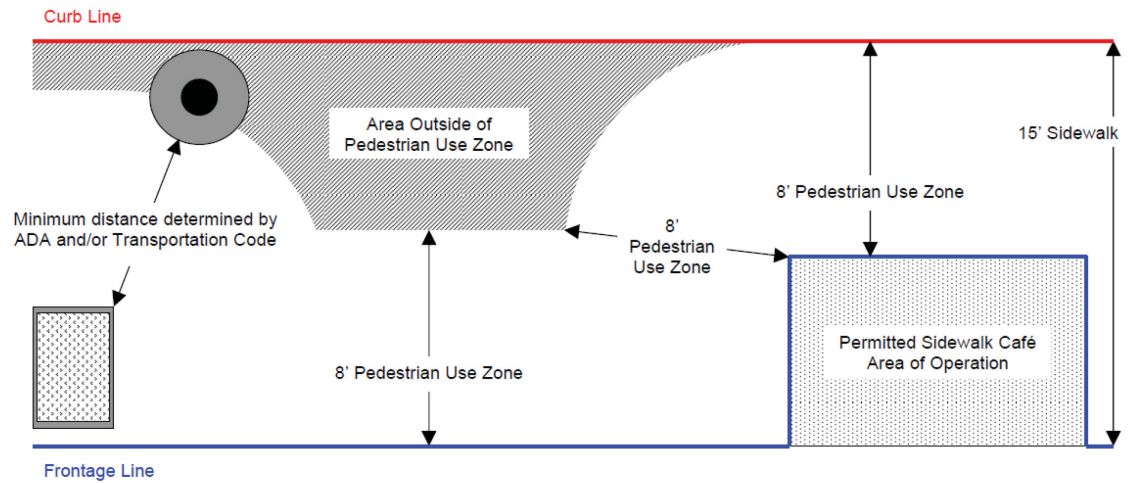 Curb Line
Area Outside of
Pedestrian Use Zone
15' Sidewalk
8' Pedestrian Use Zone
Minimum distance determined by
ADA and/or Transportation Code
8'
Pedestrian
Use Zone
Permitted Sidewalk Café
Area of Operation
8' Pedestrian Use Zone
Frontage Line